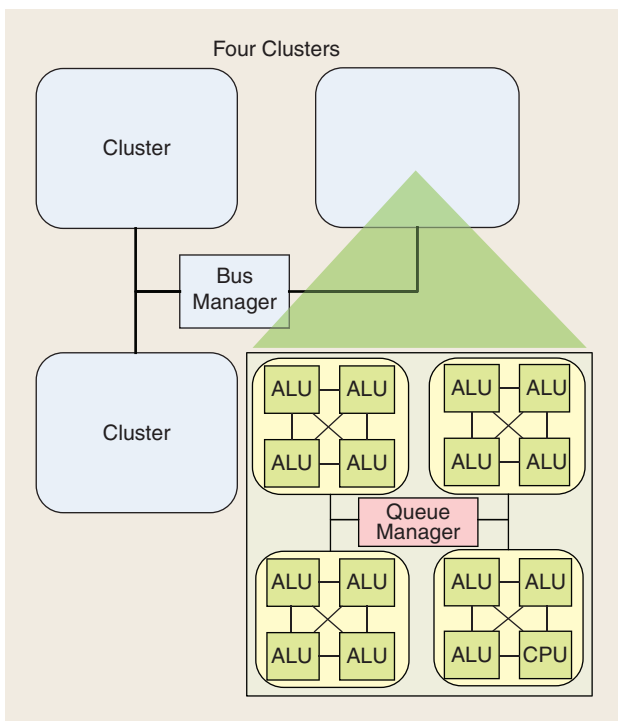 Four Clusters
Cluster
Bus
Manager
Cluster
ALU ALU
ALU ALU
ALU ALU
ALU ALU
Queue
Manager
ALU ALU
ALU ALU
ALU ALU
ALU CPU